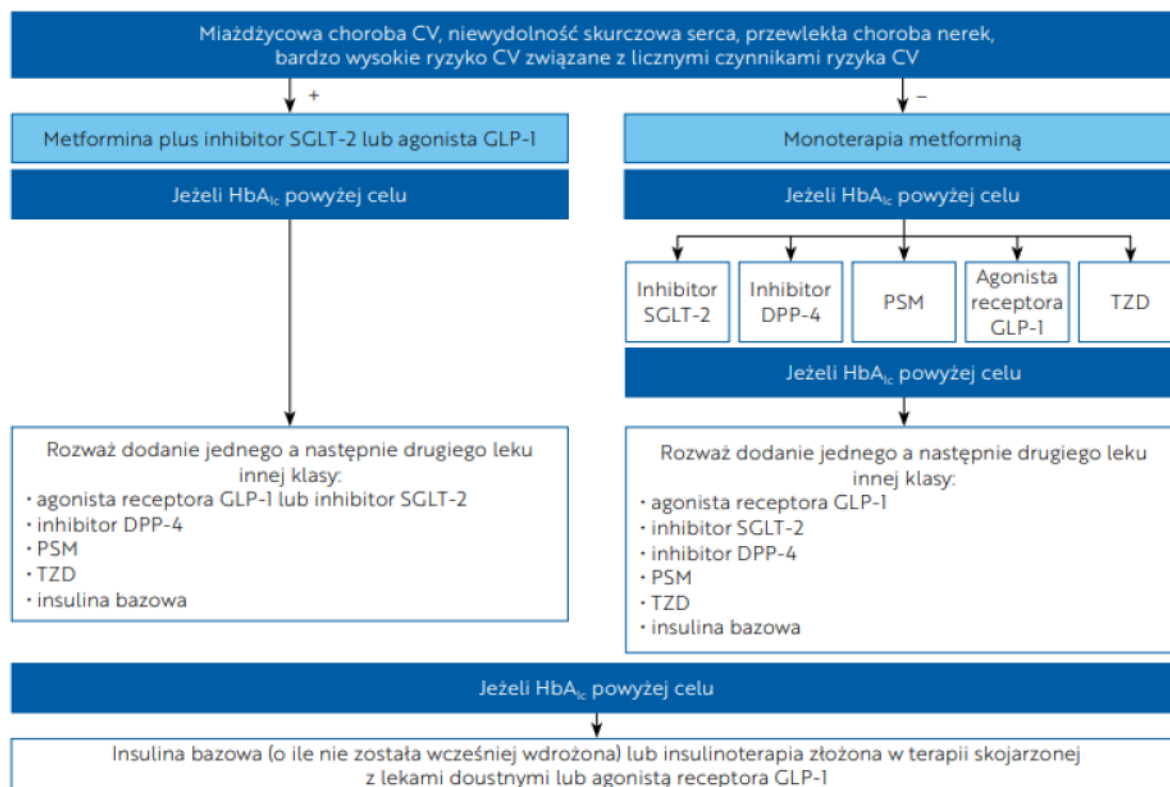 Miażdżycowa choroba CV, niewydolność skurczowa serca, przewlekła choroba nerek,
bardzo wysokie ryzyko CV związane z licznymi czynnikami ryzyka CV
+
–
Metformina plus inhibitor SGLT-2 lub agonista GLP-1
Monoterapia metforminą
Jeżeli HbA1c powyżej celu
Jeżeli HbA1c powyżej celu
Inhibitor
SGLT-2
Inhibitor
DPP-4
PSM
Agonista
receptora
GLP-1
TZD
Jeżeli HbA1c powyżej celu
Rozważ dodanie jednego a następnie drugiego leku
innej klasy:
• agonista receptora GLP-1 lub inhibitor SGLT-2
• inhibitor DPP-4
• PSM
• TZD
• insulina bazowa
Rozważ dodanie jednego a następnie drugiego leku
innej klasy:
• agonista receptora GLP-1
• inhibitor SGLT-2
• inhibitor DPP-4
• PSM
• TZD
• insulina bazowa
Jeżeli HbA1c powyżej celu
Insulina bazowa (o ile nie została wcześniej wdrożona) lub insulinoterapia złożona w terapii skojarzonej
z lekami doustnymi lub agonistą receptora GLP-1